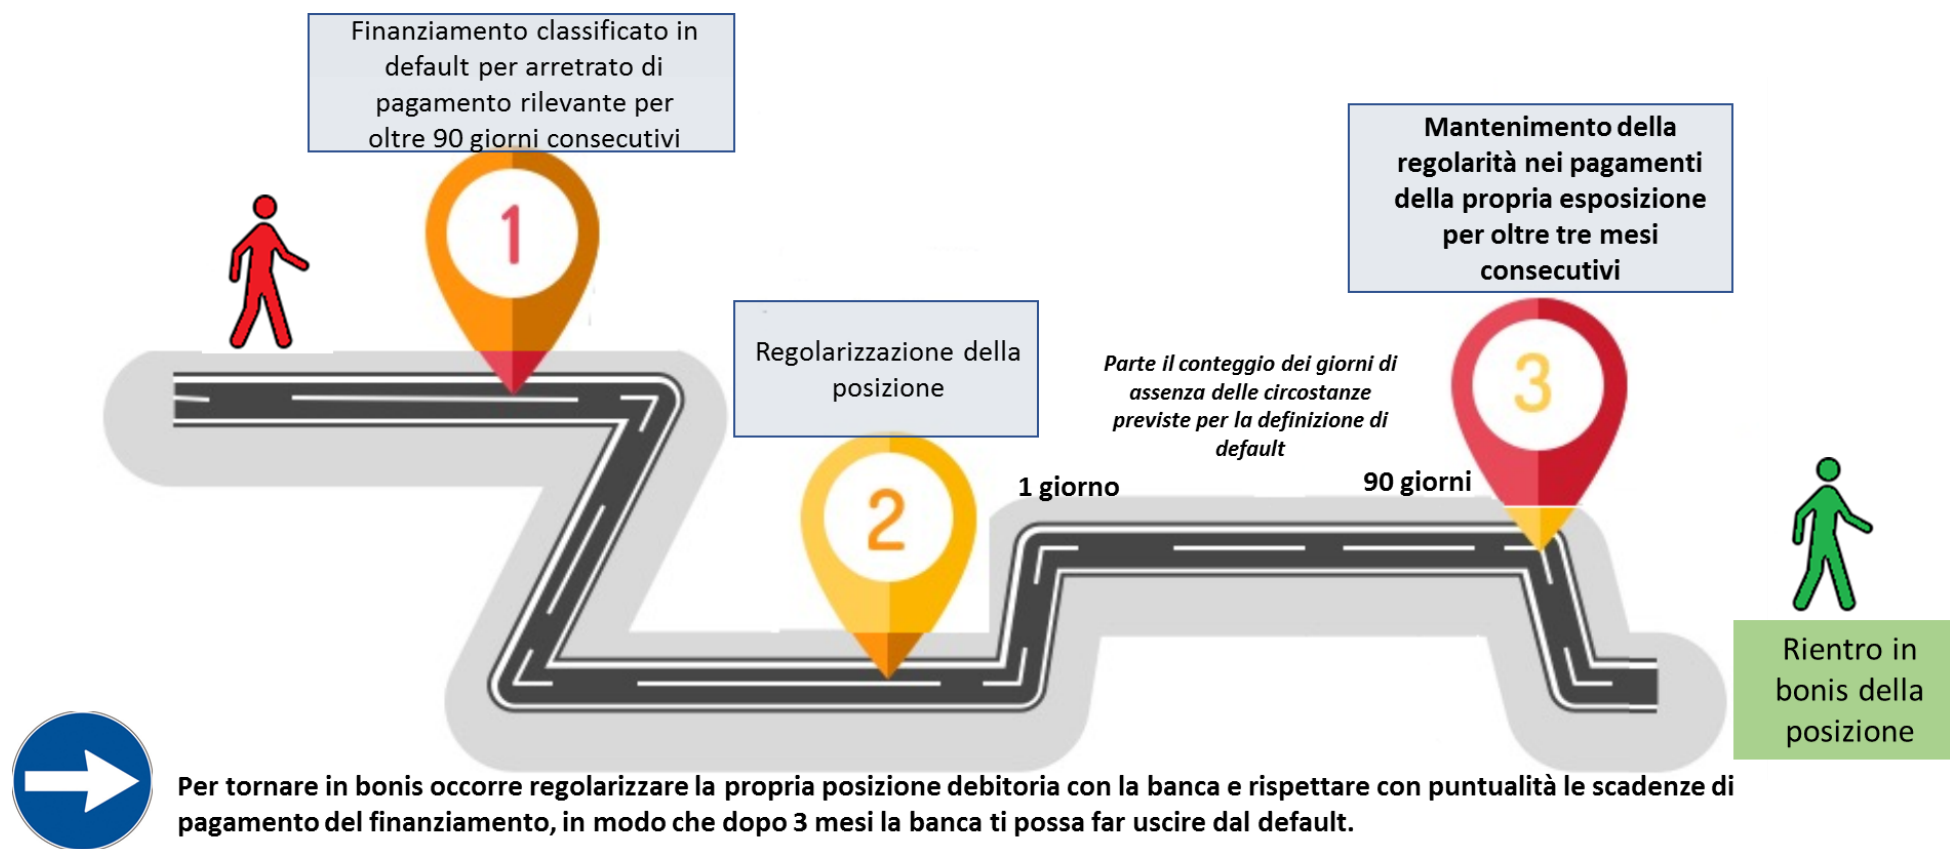 Finanziamento classificato in
default per arretrato di
pagamento rilevante per
oltre 90 giorni consecutivi
1
Regolarizzazione della
posizione
2
Parte il conteggio dei giorni di
assenza delle circostanze
previste per la definizione di
default
1 giorno
90 giorni
Mantenimento della
regolarità nei pagamenti
della propria esposizione
per oltre tre mesi
consecutivi
3
Rientro in
bonis della
posizione
Per tornare in bonis occorre regolarizzare la propria posizione debitoria con la banca e rispettare con puntualità le scadenze di
pagamento del finanziamento, in modo che dopo 3 mesi la banca ti possa far uscire dal default.